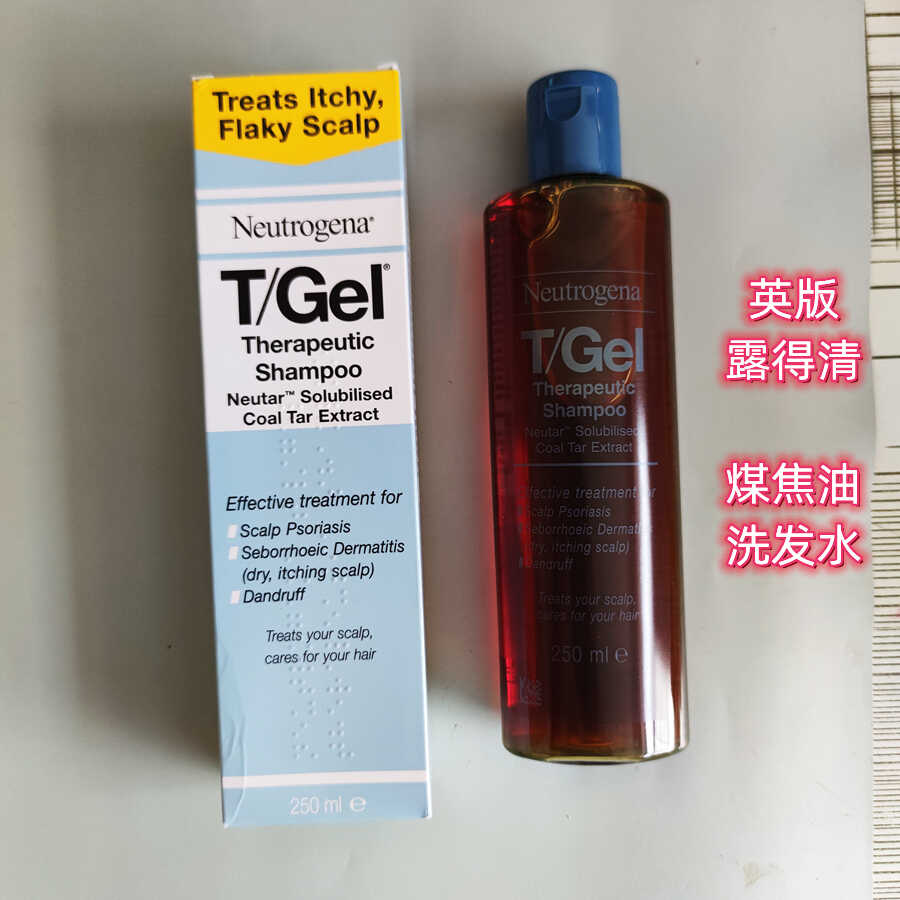 Treats Itchy,
Flaky Scalp
Neutrogena®
T/Gel®
Therapeutic
Shampoo
Neutar™ Solubilised
Coal Tar Extract
Effective treatment for
Scalp Psoriasis
Seborrhoeic Dermatitis
(dry, itching scalp)
Dandruff
Treats your scalp,
cares for your hair
250 ml ℮
Neutrogena
T/Gel
Therapeutic
Shampoo
Neutar™ Solubilised
Coal Tar Extract
Effective treatment for
Scalp Psoriasis
Seborrhoeic Dermatitis
(dry, itching scalp)
Dandruff
Treats your scalp,
cares for your hair
250 ml ℮
英版
露得清
煤焦油
洗发水